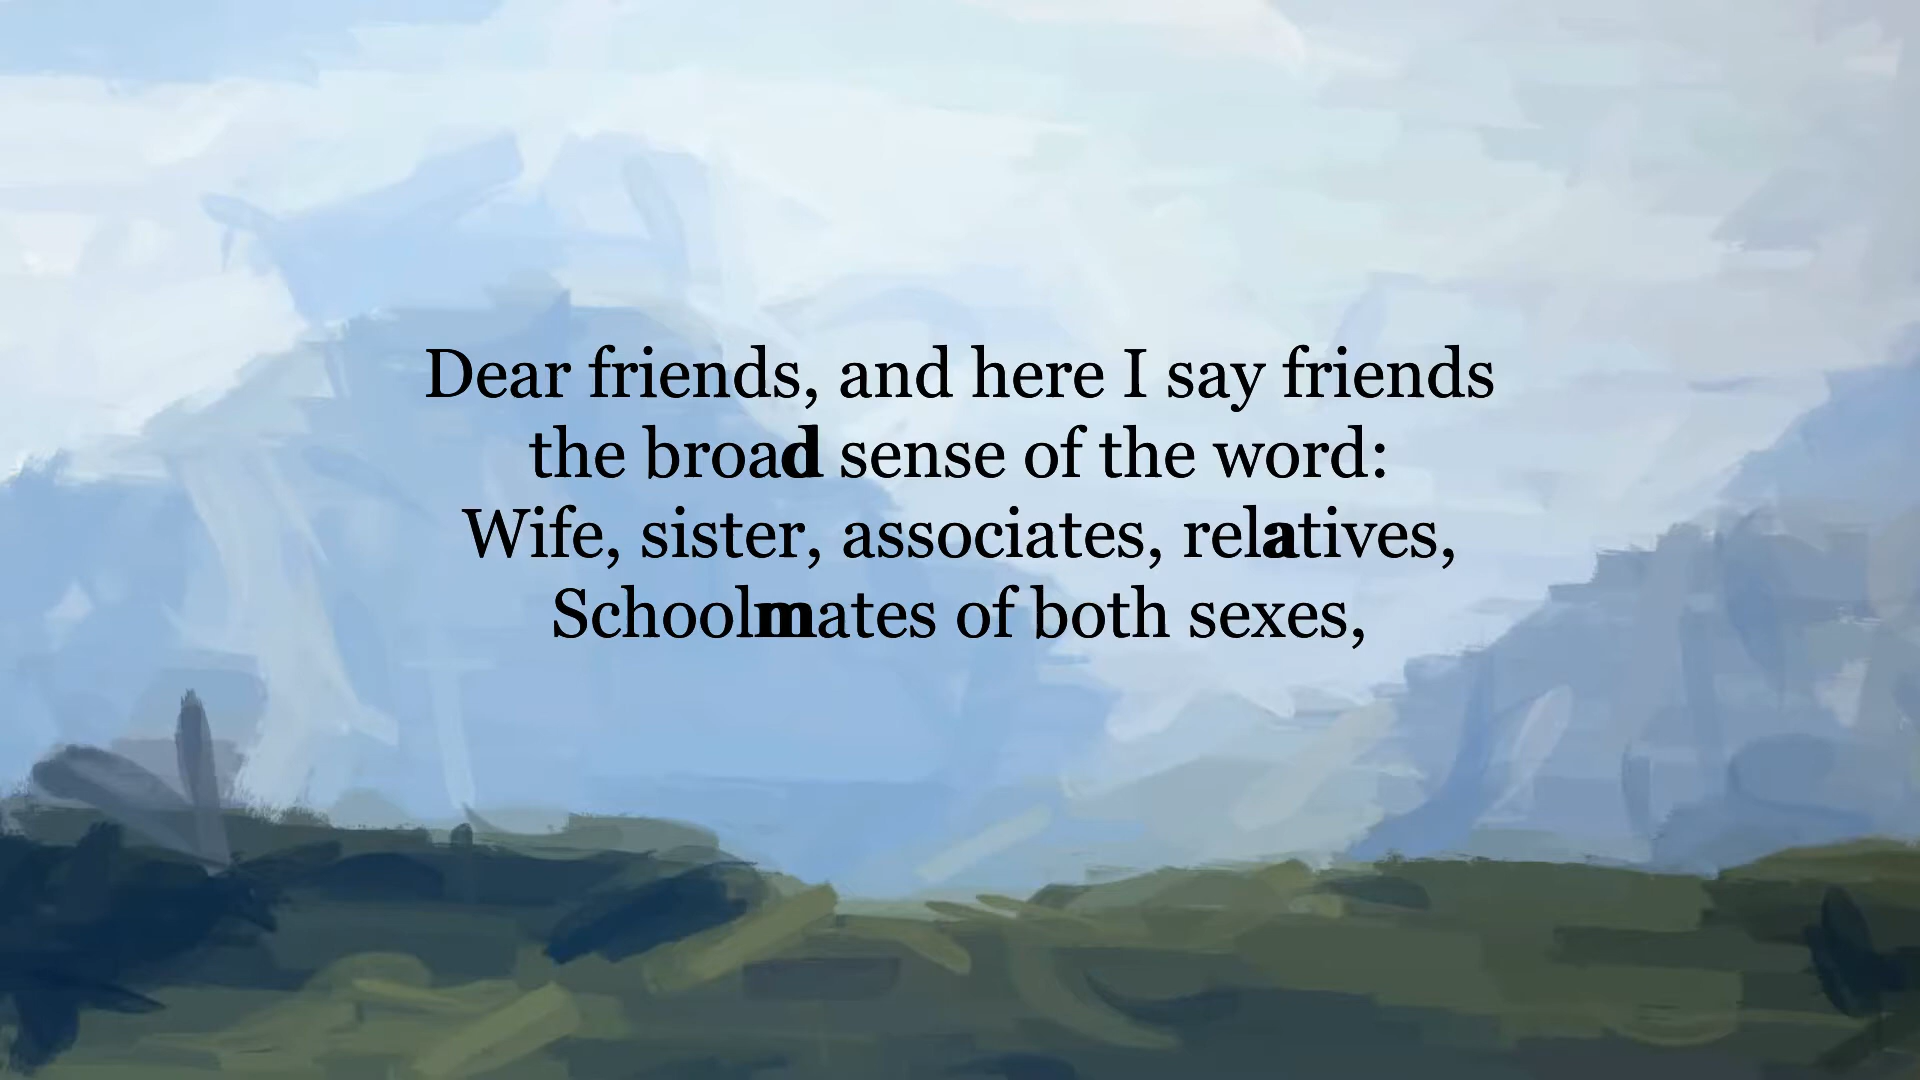 Dear friends, and here I say friends
the broad sense of the word:
Wife, sister, associates, relatives,
Schoolmates of both sexes,